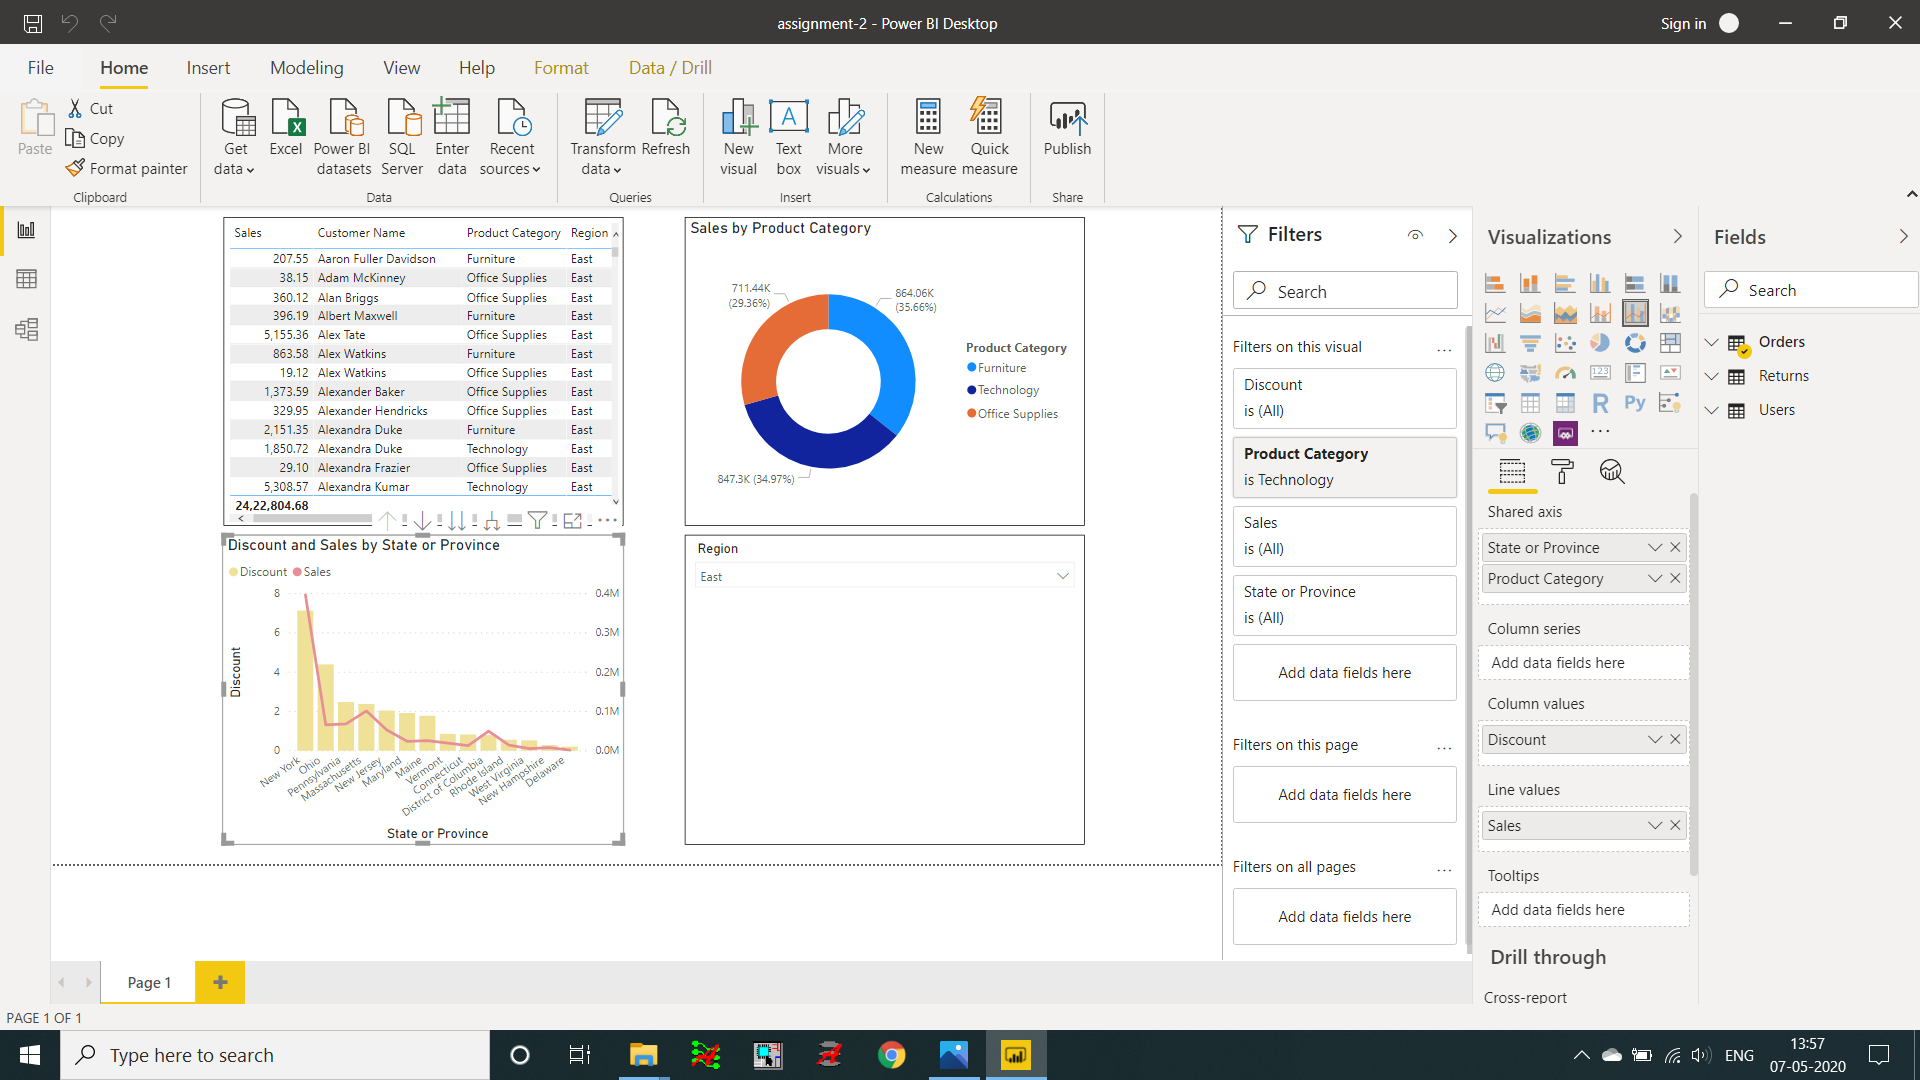 assignment-2 - Power BI Desktop
Sign in
File Home Insert Modeling View Help Format Data / Drill
Paste
Cut
Copy
Format painter
Clipboard
Get data
Excel
Power BI datasets
SQL Server
Enter data
Recent sources
Data
Transform data
Refresh
Queries
New visual
Text box
More visuals
Insert
New measure
Quick measure
Calculations
Publish
Share
Sales Customer Name Product Category Region
207.55 Aaron Fuller Davidson Furniture East
38.15 Adam McKinney Office Supplies East
360.12 Alan Briggs Office Supplies East
396.19 Albert Maxwell Furniture East
5,155.36 Alex Tate Office Supplies East
863.58 Alex Watkins Furniture East
19.12 Alex Watkins Office Supplies East
1,373.59 Alexander Baker Office Supplies East
329.95 Alexander Hendricks Office Supplies East
2,151.35 Alexandra Duke Furniture East
1,850.72 Alexandra Duke Technology East
29.10 Alexandra Frazier Office Supplies East
5,308.57 Alexandra Kumar Technology East
24,22,804.68
Sales by Product Category
711.44K
(29.36%)
864.06K
(35.66%)
847.3K (34.97%)
Product Category
Furniture
Technology
Office Supplies
Discount and Sales by State or Province
Discount Sales
8 0.4M
6 0.3M
4 0.2M
2 0.1M
0 0.0M
Discount
New York
Ohio
Pennsylvania
Massachusetts
New Jersey
Maryland
Maine
Vermont
Connecticut
District of Columbia
Rhode Island
West Virginia
New Hampshire
Delaware
State or Province
Region
East
Filters
Search
Filters on this visual ...
Discount
is (All)
Product Category
is Technology
Sales
is (All)
State or Province
is (All)
Add data fields here
Filters on this page ...
Add data fields here
Filters on all pages ...
Add data fields here
Visualizations
123
R Py
...
Shared axis
State or Province
Product Category
Column series
Add data fields here
Column values
Discount
Line values
Sales
Tooltips
Add data fields here
Drill through
Cross-report
Fields
Search
Orders
Returns
Users
Page 1
PAGE 1 OF 1
Type here to search
ENG
13:57
07-05-2020